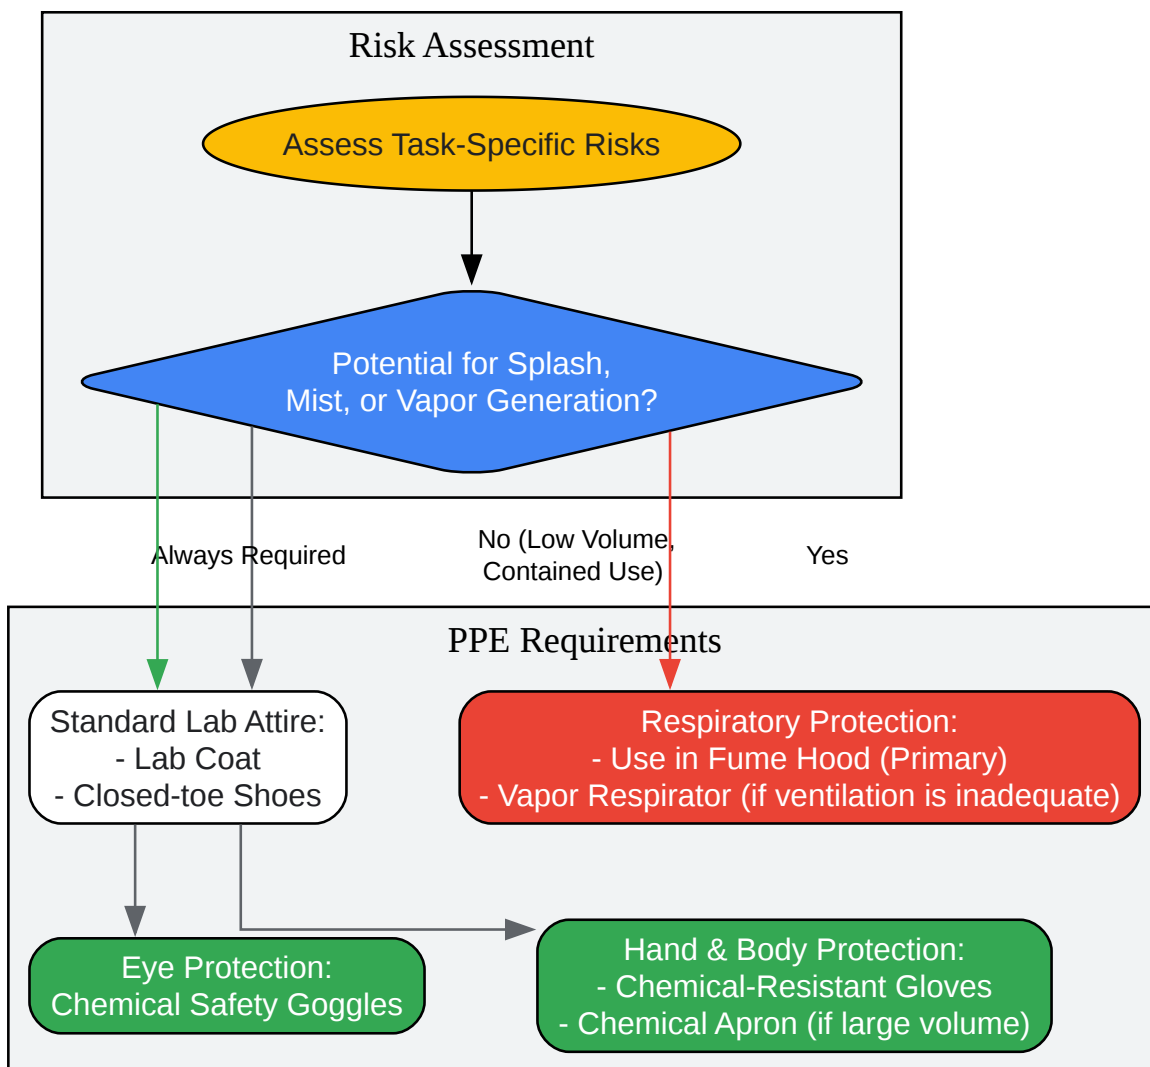 Risk Assessment
Assess Task-Specific Risks
Potential for Splash,
Mist, or Vapor Generation?
Always Required
No (Low Volume,
Contained Use)
Yes
PPE Requirements
Standard Lab Attire:
- Lab Coat
- Closed-toe Shoes
Respiratory Protection:
- Use in Fume Hood (Primary)
- Vapor Respirator (if ventilation is inadequate)
Eye Protection:
Chemical Safety Goggles
Hand & Body Protection:
- Chemical-Resistant Gloves
- Chemical Apron (if large volume)